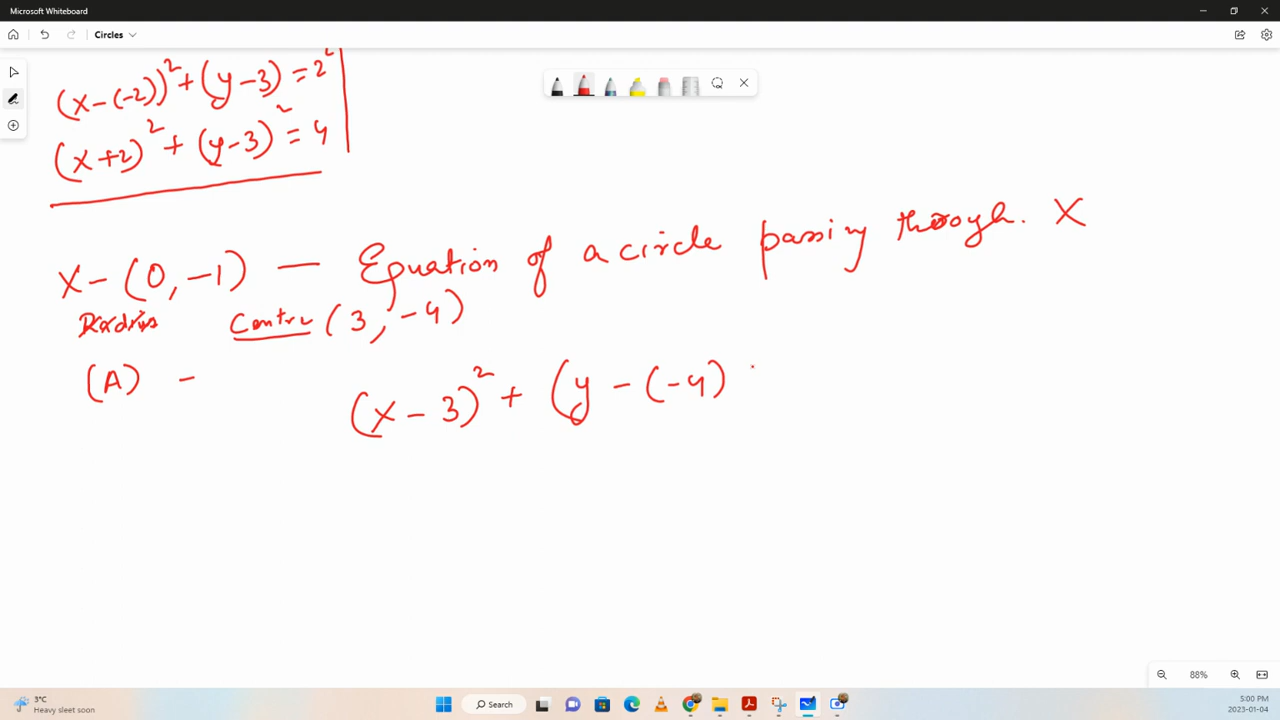 Microsoft Whiteboard
Circles
(x-(-2))²+(y-3)²=2²
(x+2)²+(y-3)²=4
X-(0,-1) — Equation of a circle passing through. X
Radius Centre (3,-4)
(A) - (x-3)²+(y-(-4)
88%
3°C
Heavy sleet soon
Search
5:00 PM
2023-01-04